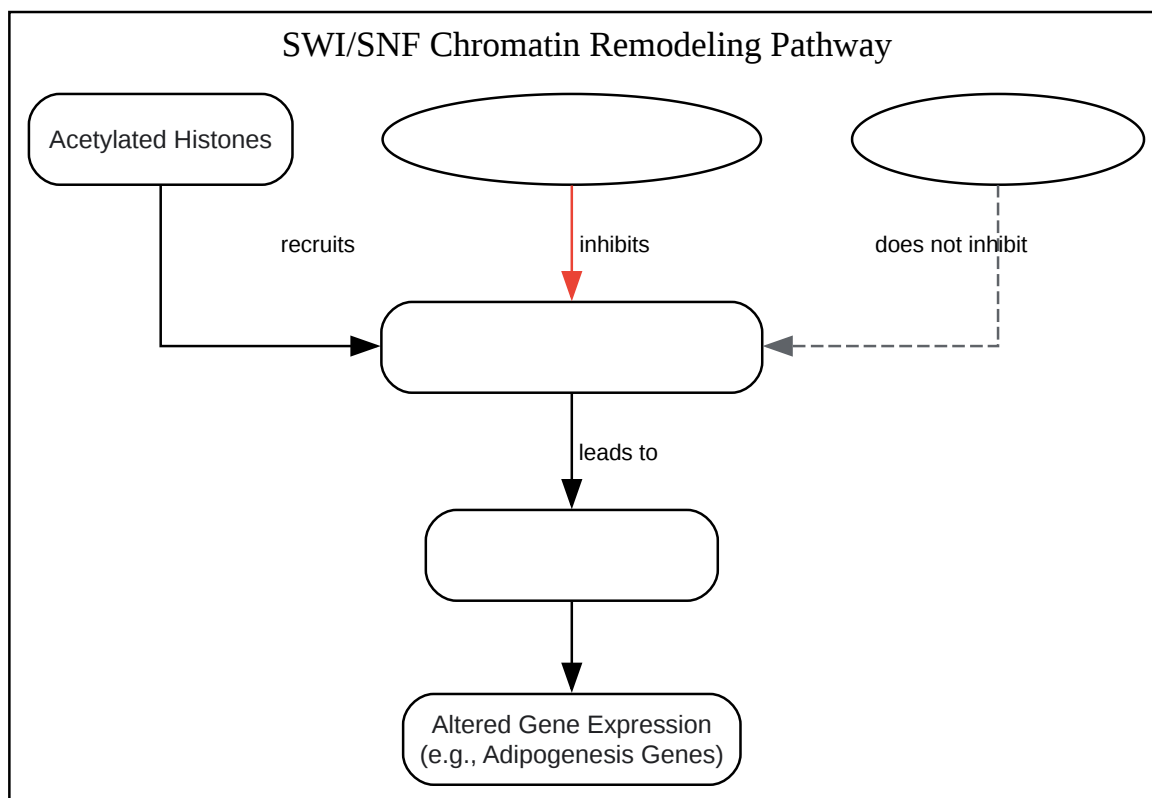 SWI/SNF Chromatin Remodeling Pathway
Acetylated Histones
recruits
inhibits
does not inhibit
leads to
Altered Gene Expression
(e.g., Adipogenesis Genes)